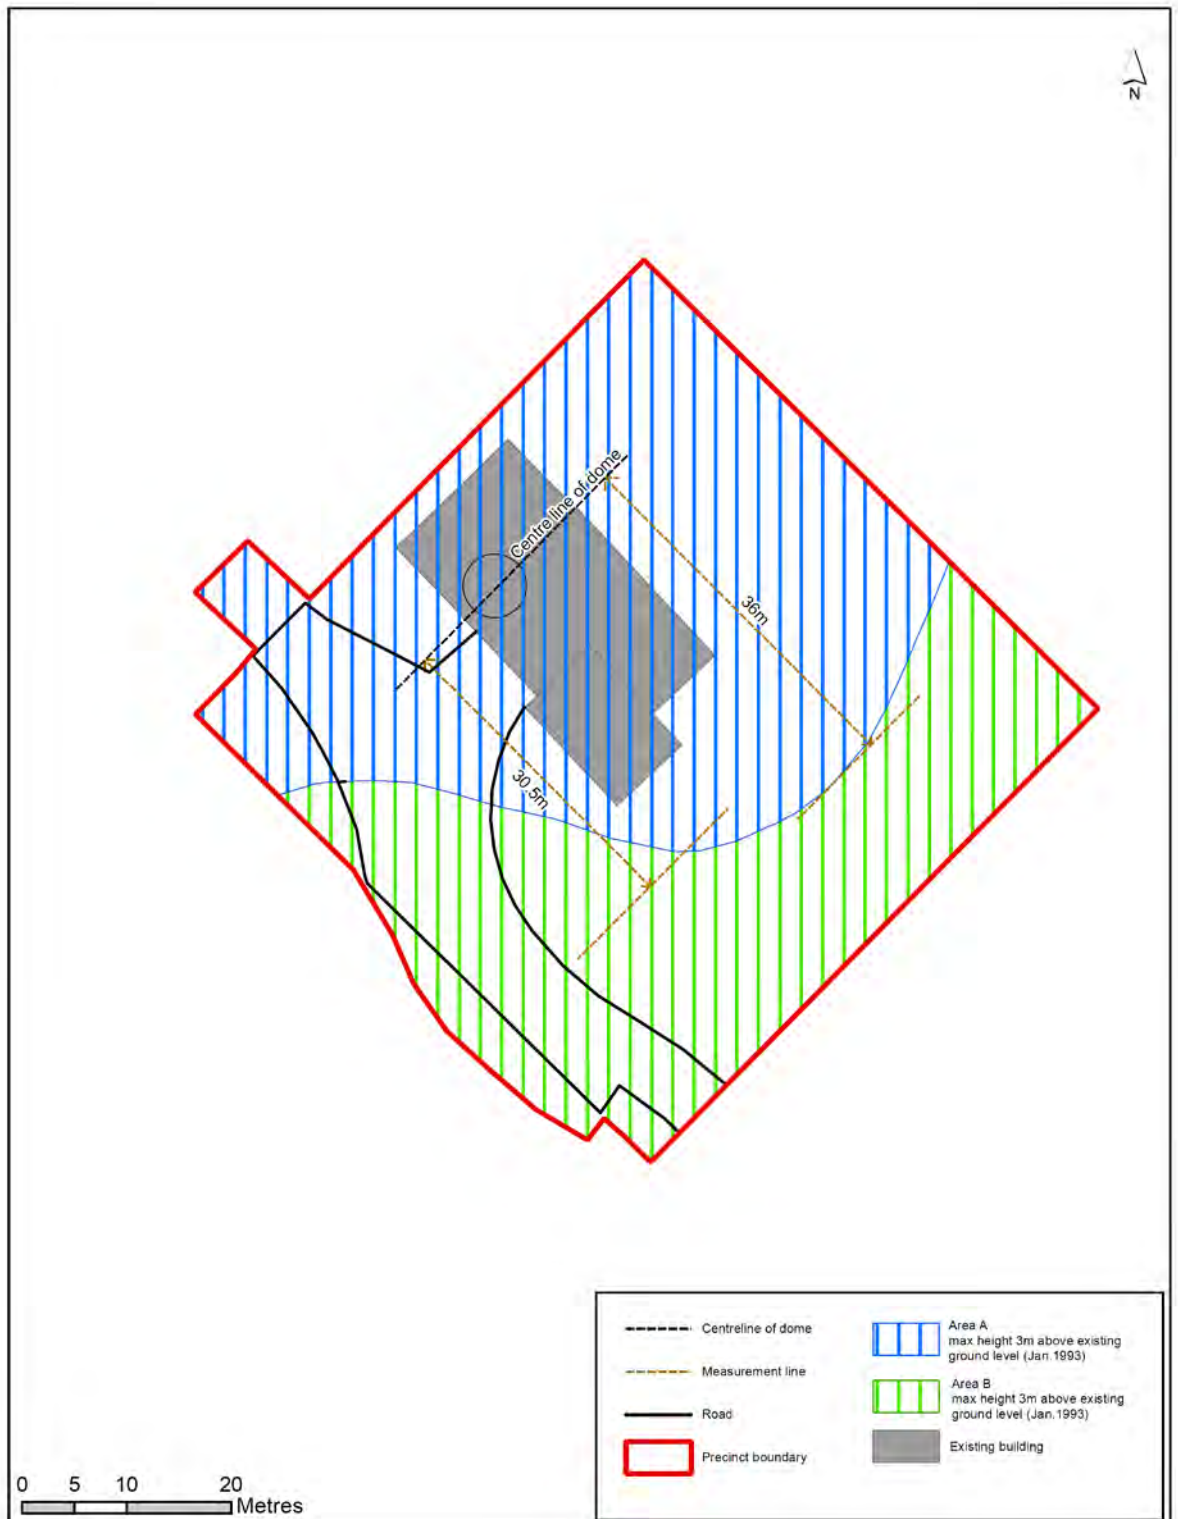 N
Centre line of dome
36m
30.5m
Centreline of dome
Measurement line
Road
Precinct boundary
Area A
max height 3m above existing
ground level (Jan.1993)
Area B
max height 3m above existing
ground level (Jan.1993)
Existing building
0 5 10 20
Metres